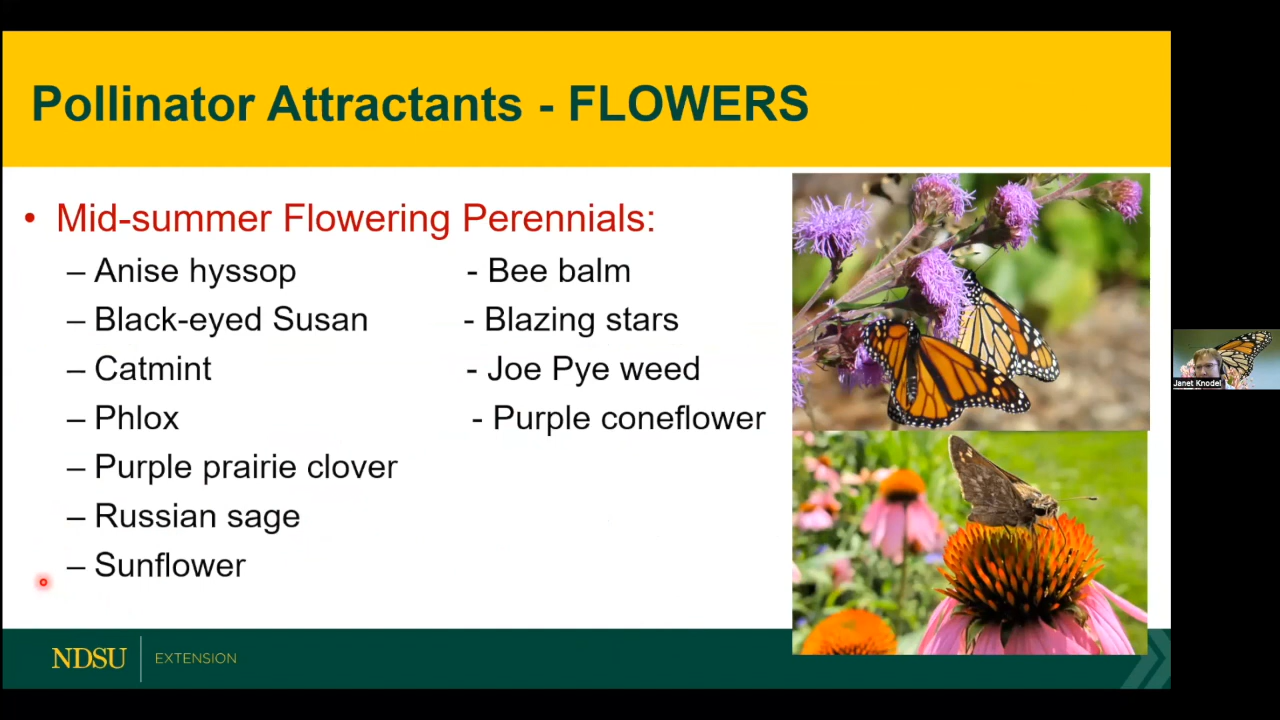 Pollinator Attractants - FLOWERS
• Mid-summer Flowering Perennials:
– Anise hyssop - Bee balm
– Black-eyed Susan - Blazing stars
– Catmint - Joe Pye weed
– Phlox - Purple coneflower
– Purple prairie clover
– Russian sage
– Sunflower
NDSU EXTENSION
Janet Knodel